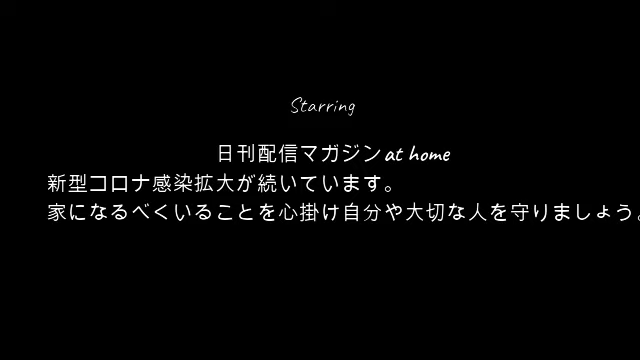 Starring
日刊配信マガジンat home
新型コロナ感染拡大が続いています。
家になるべくいることを心掛け自分や大切な人を守りましょう。